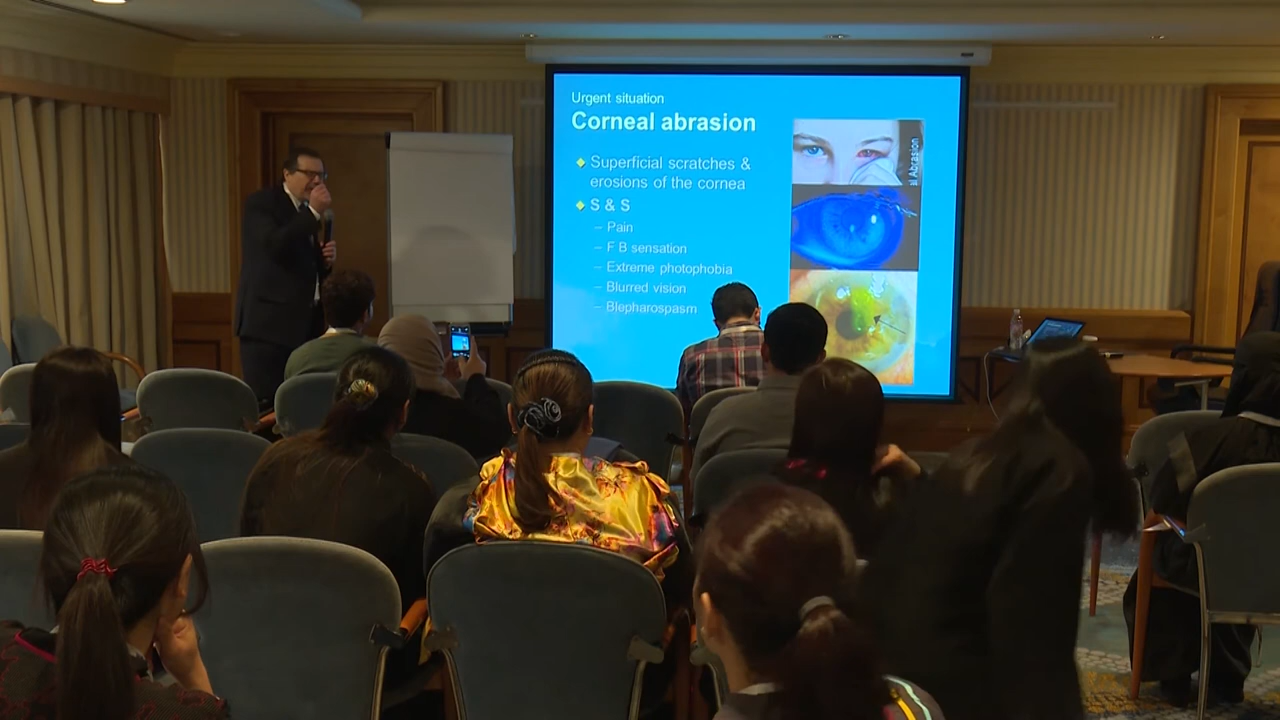 Urgent situation
Corneal abrasion
Superficial scratches &
erosions of the cornea
S & S
– Pain
– F B sensation
– Extreme photophobia
– Blurred vision
– Blepharospasm
al Abrasion